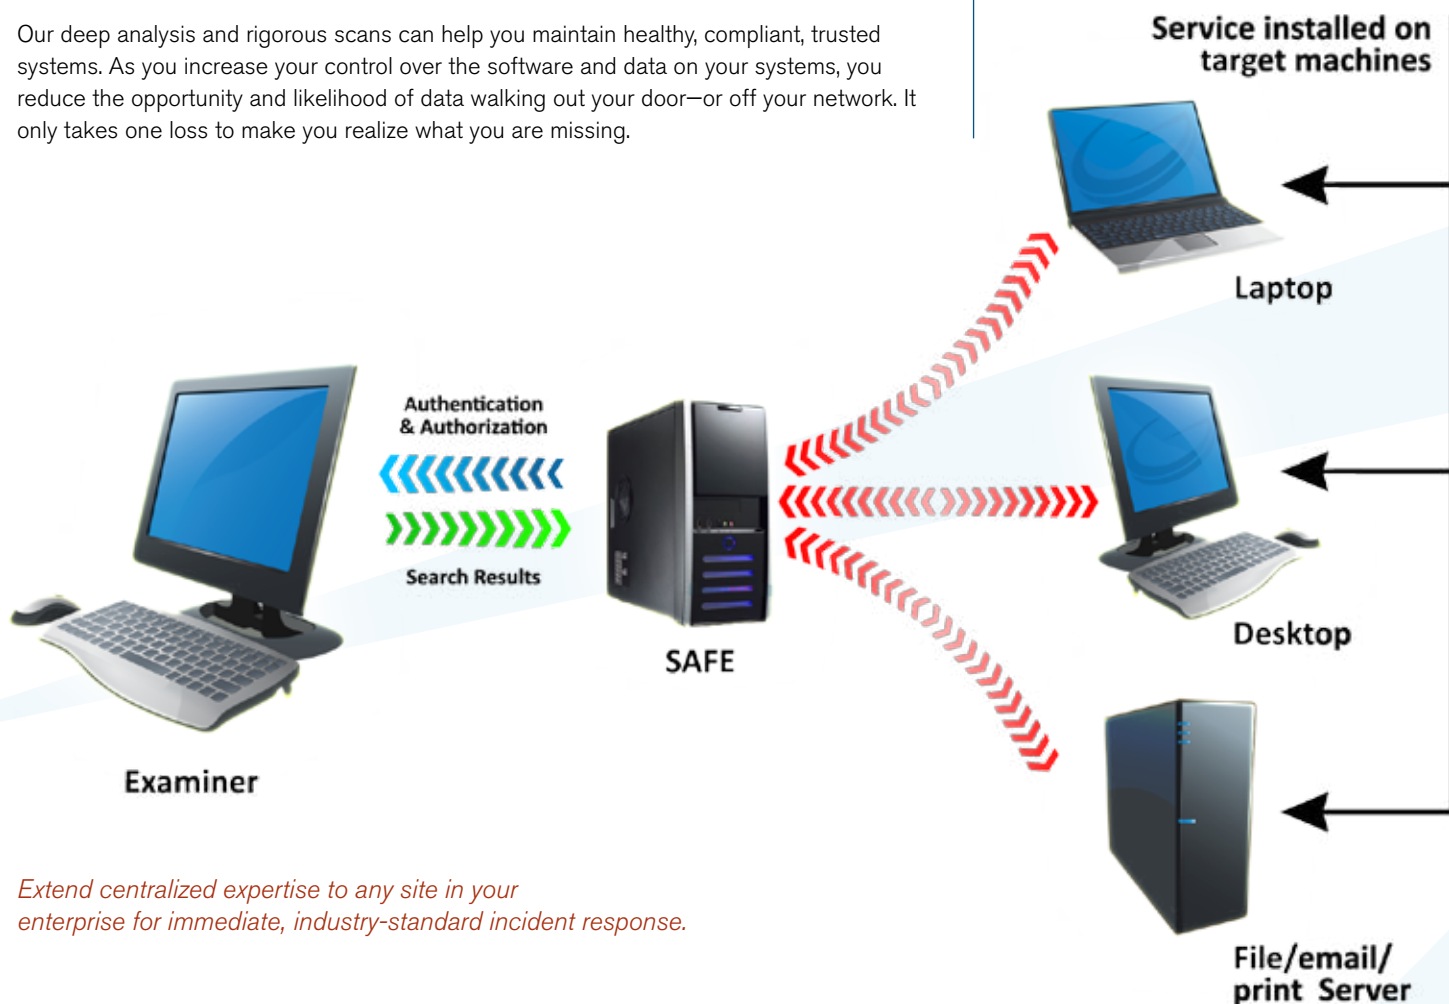 Our deep analysis and rigorous scans can help you maintain healthy, compliant, trusted
systems. As you increase your control over the software and data on your systems, you
reduce the opportunity and likelihood of data walking out your door—or off your network. It
only takes one loss to make you realize what you are missing.
Service installed on
target machines
Laptop
Authentication
& Authorization
Search Results
SAFE
Desktop
Examiner
Extend centralized expertise to any site in your
enterprise for immediate, industry-standard incident response.
File/email/
print Server